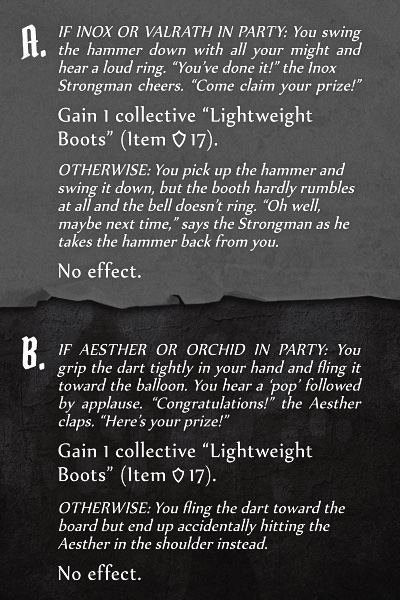 A.
IF INOX OR VALRATH IN PARTY: You swing
the hammer down with all your might and
hear a loud ring. “You’ve done it!” the Inox
Strongman cheers. “Come claim your prize!”
Gain 1 collective “Lightweight
Boots” (Item 17).
OTHERWISE: You pick up the hammer and
swing it down, but the booth hardly rumbles
at all and the bell doesn’t ring. “Oh well,
maybe next time,” says the Strongman as he
takes the hammer back from you.
No effect.
B.
IF AESTHER OR ORCHID IN PARTY: You
grip the dart tightly in your hand and fling it
toward the balloon. You hear a ‘pop’ followed
by applause. “Congratulations!” the Aesther
claps. “Here’s your prize!”
Gain 1 collective “Lightweight
Boots” (Item 17).
OTHERWISE: You fling the dart toward the
board but end up accidentally hitting the
Aesther in the shoulder instead.
No effect.